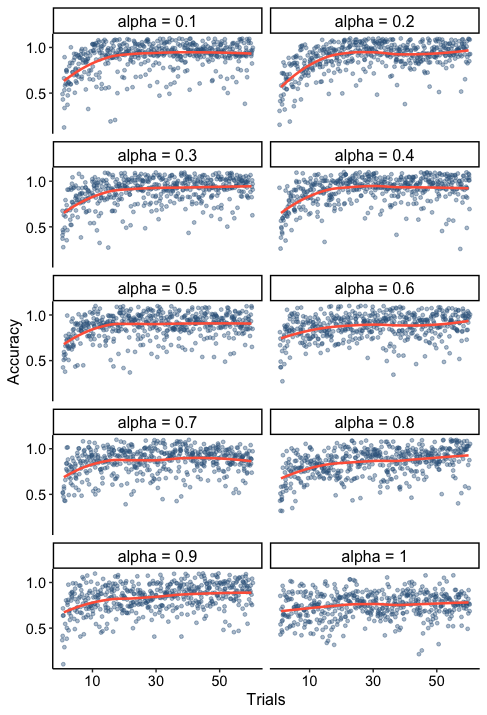 alpha = 0.1
alpha = 0.2
1.0
0.5
alpha = 0.3
alpha = 0.4
1.0
0.5
alpha = 0.5
alpha = 0.6
1.0
0.5
Accuracy
alpha = 0.7
alpha = 0.8
1.0
0.5
alpha = 0.9
alpha = 1
1.0
0.5
10 30 50
10 30 50
Trials